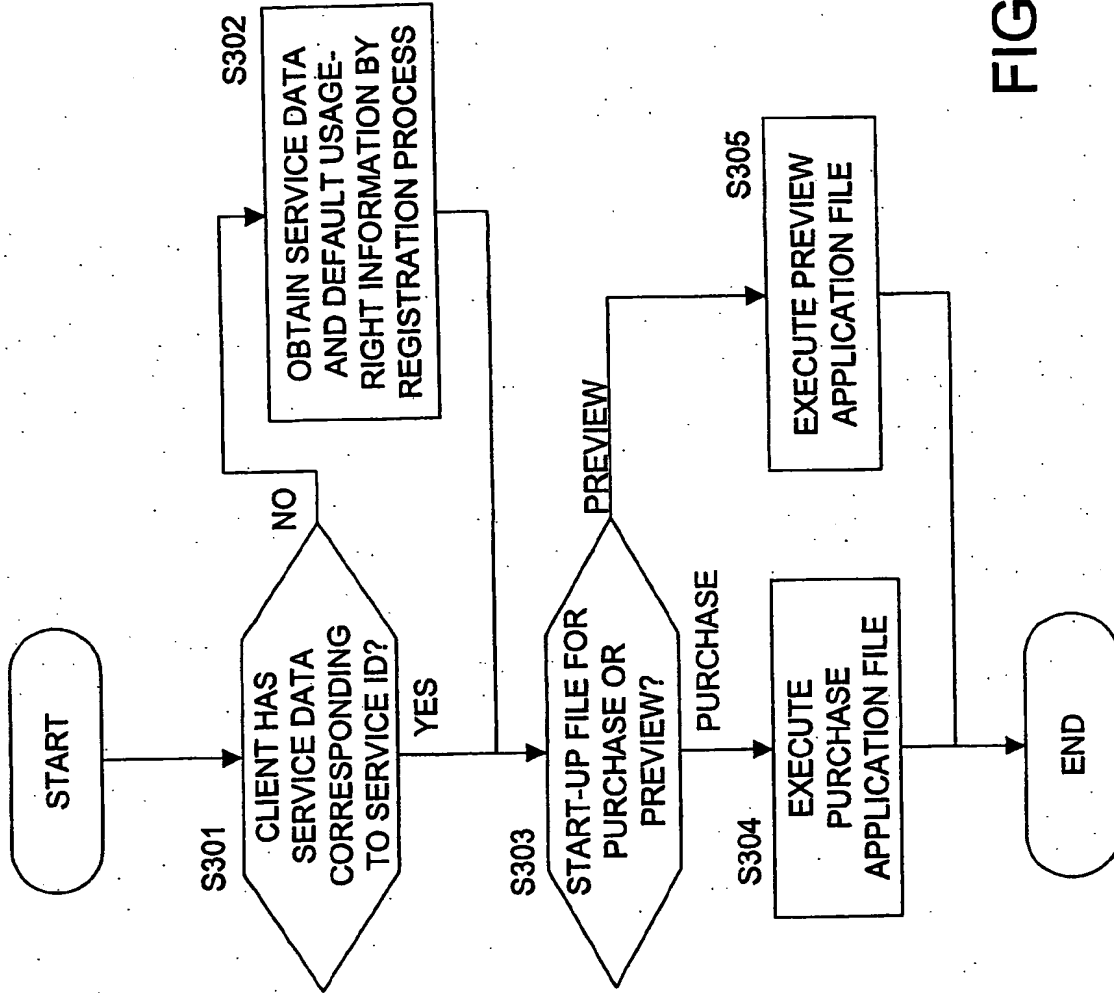 START
S301
CLIENT HAS
SERVICE DATA
CORRESPONDING
TO SERVICE ID?
NO
YES
S302
OBTAIN SERVICE DATA
AND DEFAULT USAGE-
RIGHT INFORMATION BY
REGISTRATION PROCESS
S303
START-UP FILE FOR
PURCHASE OR
PREVIEW?
PREVIEW
PURCHASE
S304
EXECUTE
PURCHASE
APPLICATION FILE
S305
EXECUTE PREVIEW
APPLICATION FILE
END
FIG